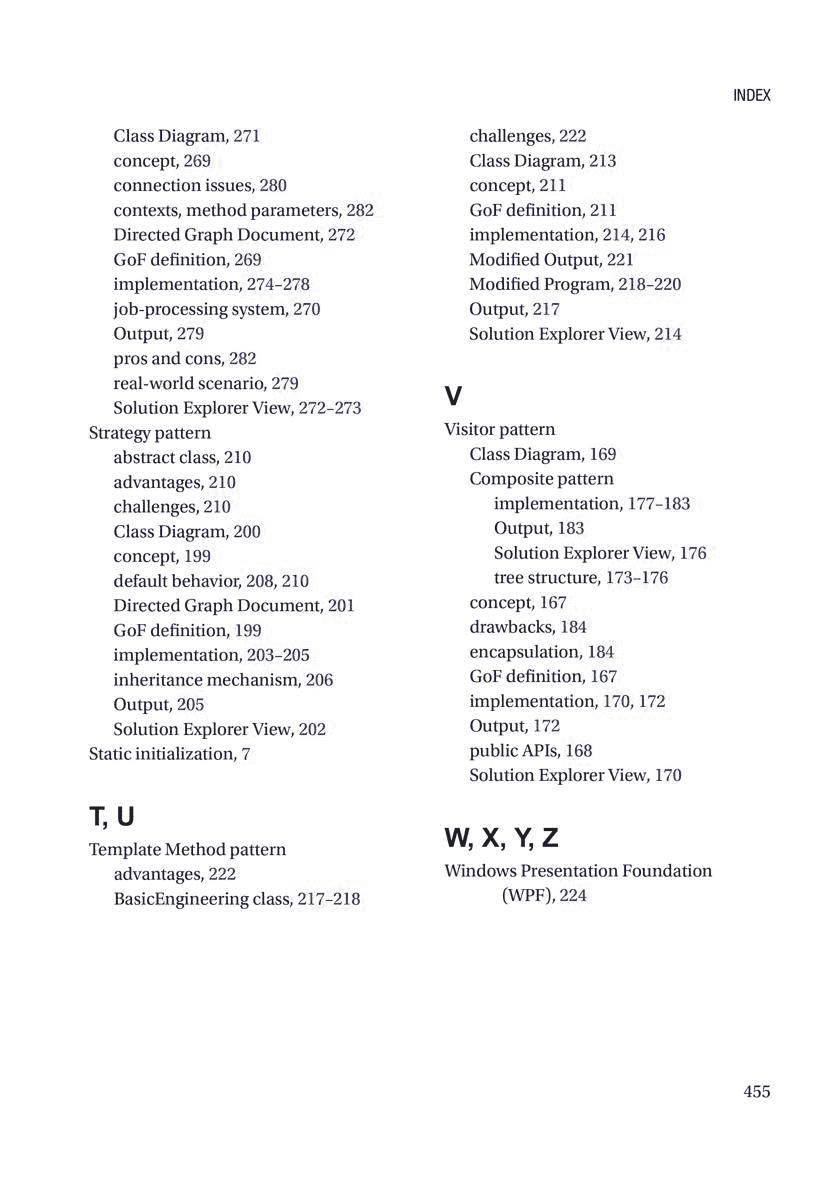 INDEX
Class Diagram, 271
concept, 269
connection issues, 280
contexts, method parameters, 282
Directed Graph Document, 272
GoF definition, 269
implementation, 274–278
job-processing system, 270
Output, 279
pros and cons, 282
real-world scenario, 279
Solution Explorer View, 272–273
Strategy pattern
abstract class, 210
advantages, 210
challenges, 210
Class Diagram, 200
concept, 199
default behavior, 208, 210
Directed Graph Document, 201
GoF definition, 199
implementation, 203–205
inheritance mechanism, 206
Output, 205
Solution Explorer View, 202
Static initialization, 7
T, U
Template Method pattern
advantages, 222
BasicEngineering class, 217–218
challenges, 222
Class Diagram, 213
concept, 211
GoF definition, 211
implementation, 214, 216
Modified Output, 221
Modified Program, 218–220
Output, 217
Solution Explorer View, 214
V
Visitor pattern
Class Diagram, 169
Composite pattern
implementation, 177–183
Output, 183
Solution Explorer View, 176
tree structure, 173–176
concept, 167
drawbacks, 184
encapsulation, 184
GoF definition, 167
implementation, 170, 172
Output, 172
public APIs, 168
Solution Explorer View, 170
W, X, Y, Z
Windows Presentation Foundation
(WPF), 224
455